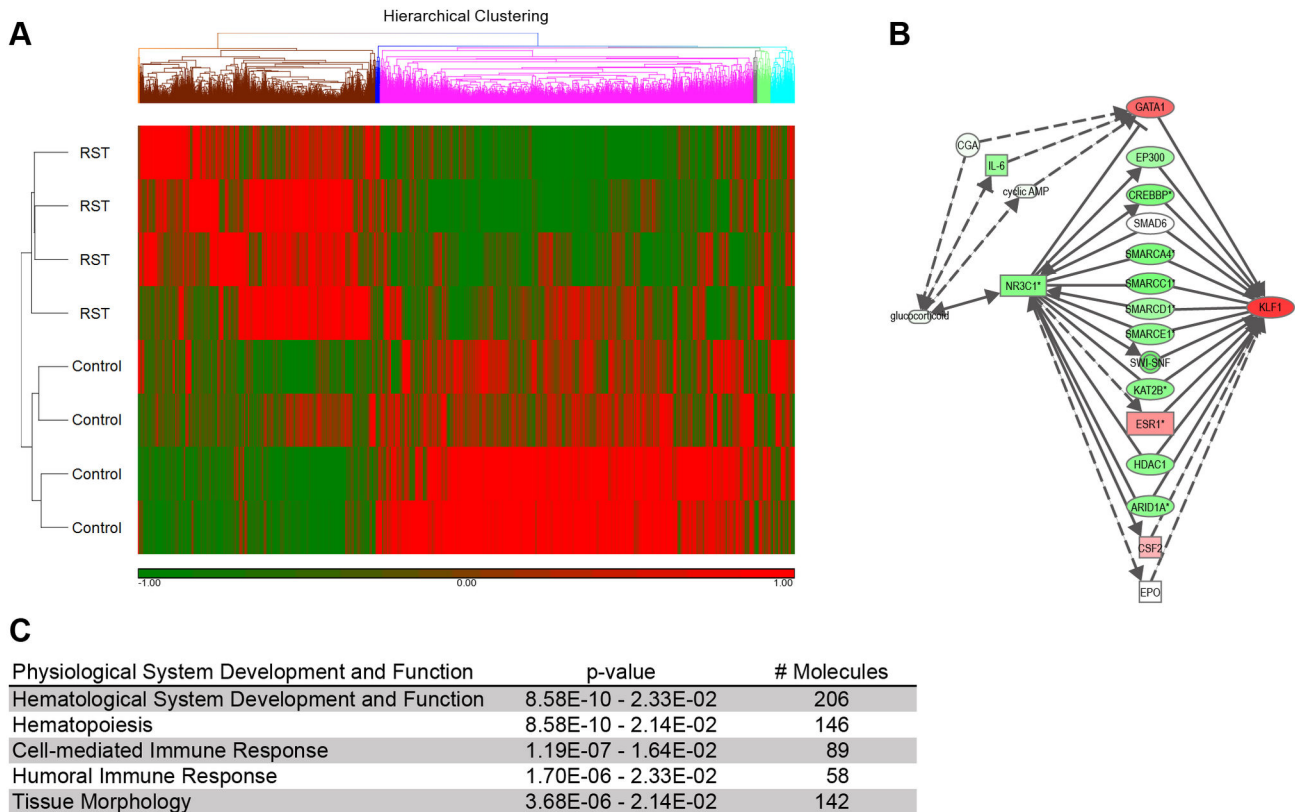 Hierarchical Clustering
A
RST
RST
RST
RST
Control
Control
Control
Control
-1.00 0.00 1.00
B
GATA1
CGA
IL-6
EP300
cyclic AMP
CREBBP*
SMAD6
SMARCA4*
NR3C1*
SMARCC1*
glucocorticoid
SMARCD1*
KLF1
SMARCE1*
SWI-SNF
KAT2B*
ESR1*
HDAC1
ARID1A*
CSF2
EPO
C
Physiological System Development and Function p-value # Molecules
Hematological System Development and Function 8.58E-10 - 2.33E-02 206
Hematopoiesis 8.58E-10 - 2.14E-02 146
Cell-mediated Immune Response 1.19E-07 - 1.64E-02 89
Humoral Immune Response 1.70E-06 - 2.33E-02 58
Tissue Morphology 3.68E-06 - 2.14E-02 142